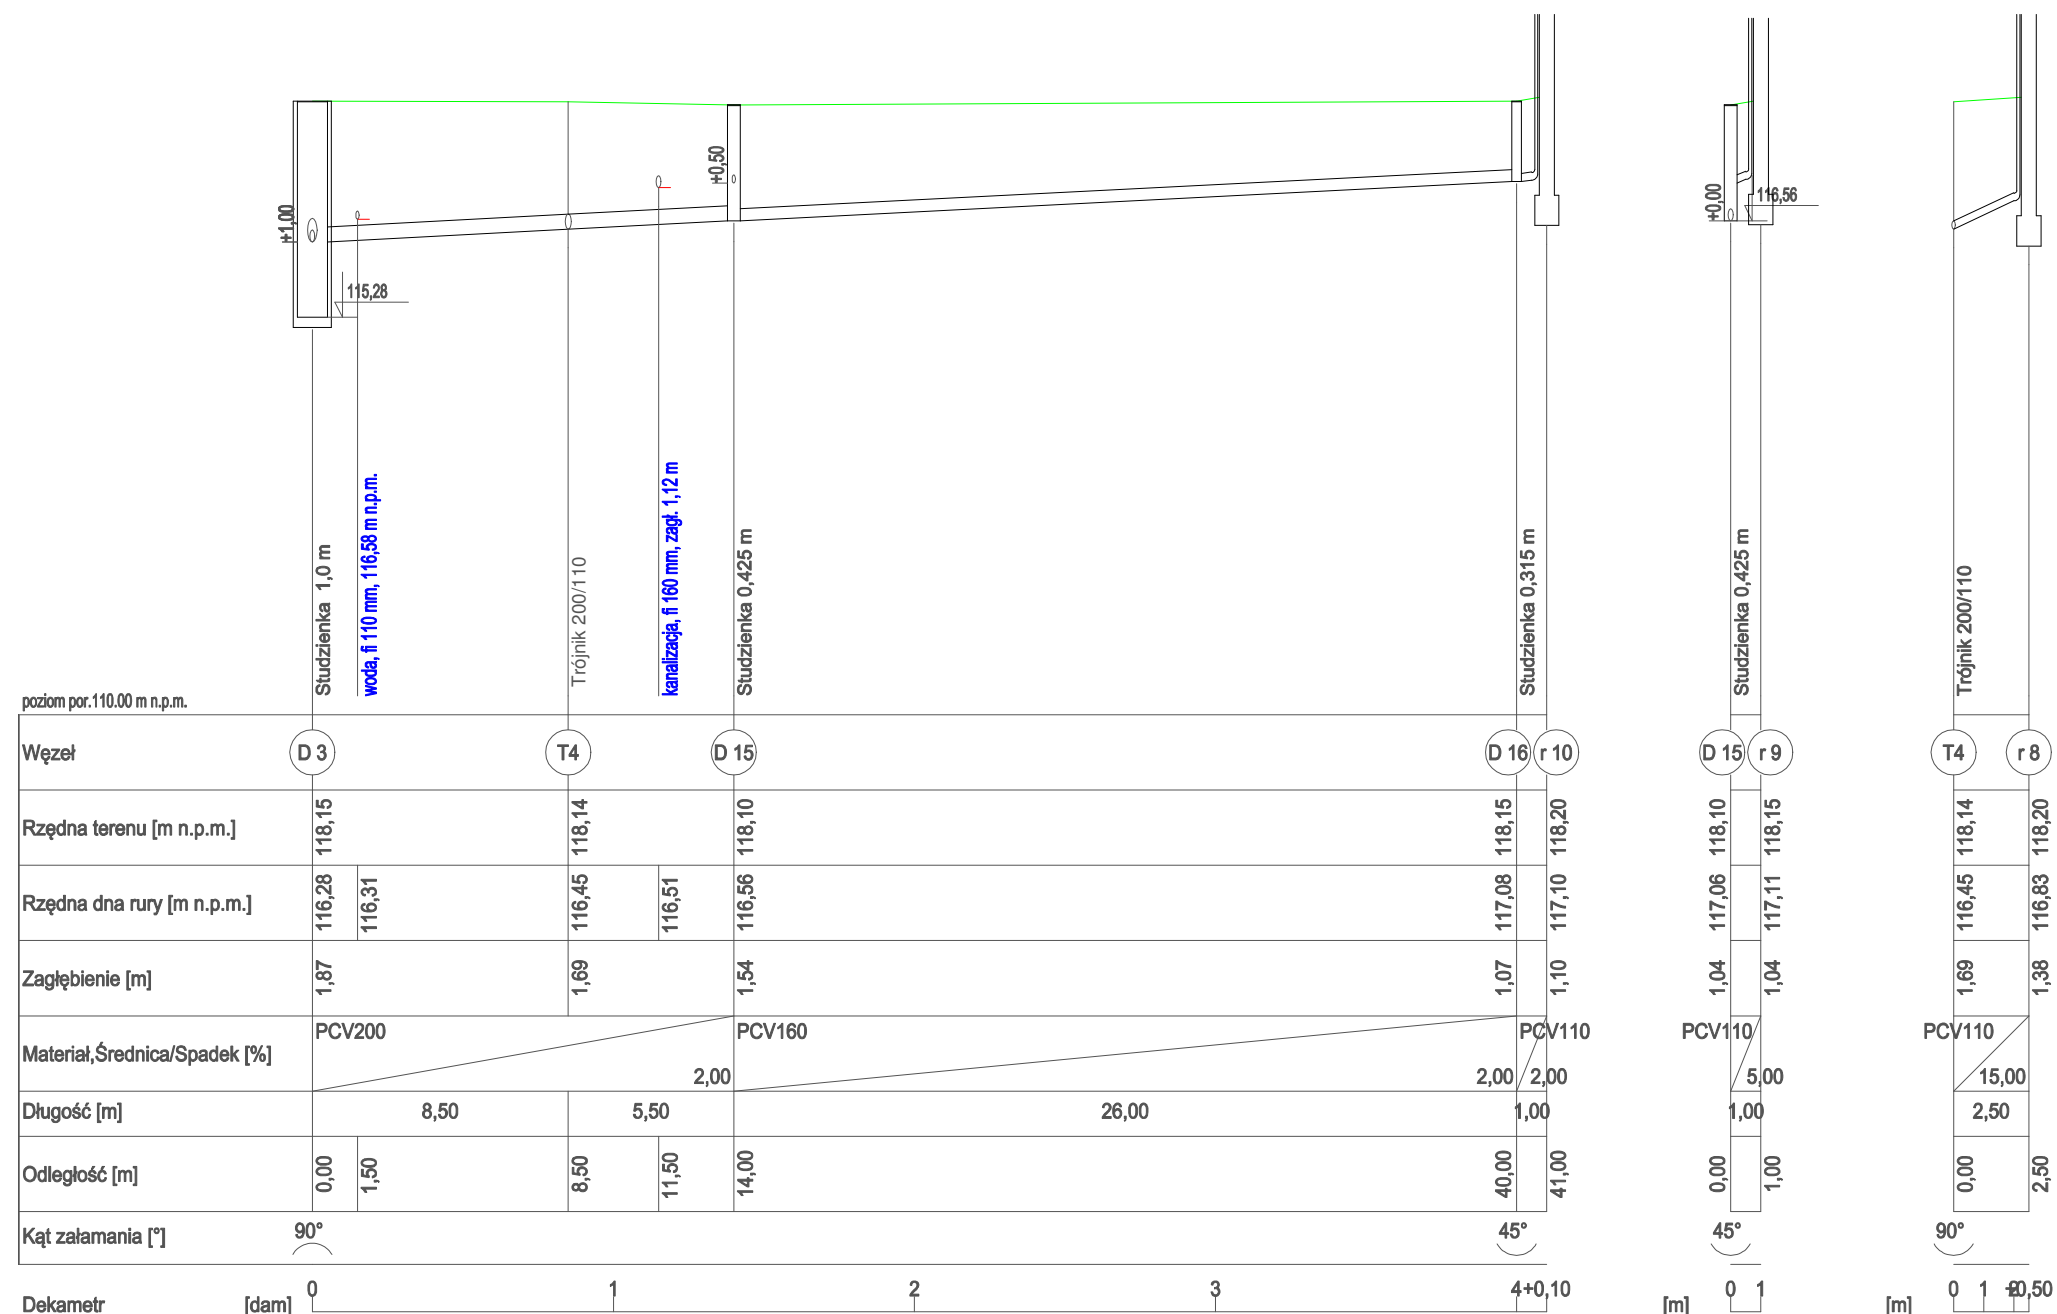 +1,00
115,28
+0,50
+0,00
116,56
Studzienka 1,0 m
woda, fi 110 mm, 116,58 m n.p.m.
Trójnik 200/110
kanalizacja, fi 160 mm, zagł. 1,12 m
Studzienka 0,425 m
Studzienka 0,315 m
Studzienka 0,425 m
Trójnik 200/110
poziom por.110.00 m n.p.m.
Węzeł D 3 T4 D 15 D 16 r 10 D 15 r 9 T4 r 8
Rzędna terenu [m n.p.m.] 118,15 118,14 118,10 118,15 118,20 118,10 118,15 118,14 118,20
Rzędna dna rury [m n.p.m.] 116,28 116,31 116,45 116,51 116,56 117,08 117,10 117,06 117,11 116,45 116,83
Zagłębienie [m] 1,87 1,69 1,54 1,07 1,10 1,04 1,04 1,69 1,38
PCV200 PCV160 PCV110 PCV110 PCV110
Materiał,Średnica/Spadek [%]
2,00 2,00 2,00 5,00 15,00
Długość [m] 8,50 5,50 26,00 1,00 1,00 2,50
Odległość [m] 0,00 1,50 8,50 11,50 14,00 40,00 41,00 0,00 1,00 0,00 2,50
Kąt załamania [°] 90° 45° 45° 90°
Dekametr [dam] 0 1 2 3 4+0,10 [m] 0 1 [m] 0 1 +0,50